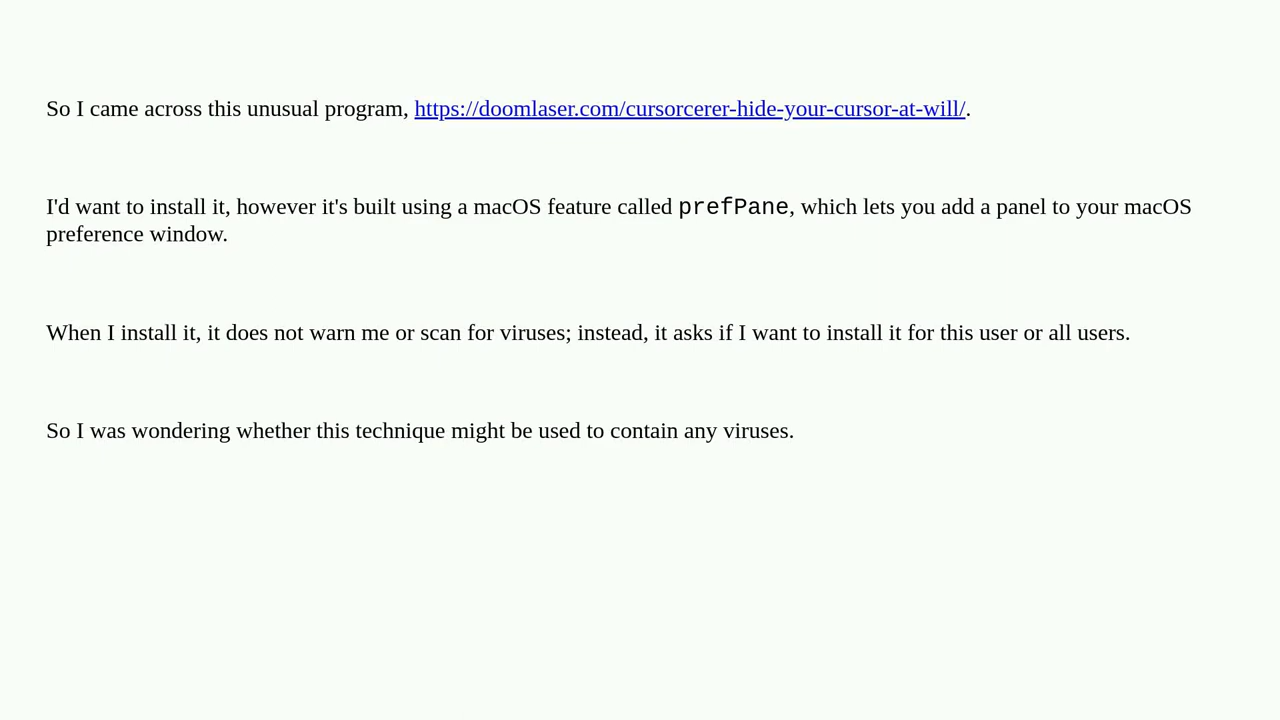 So I came across this unusual program, https://doomlaser.com/cursorcerer-hide-your-cursor-at-will/.
I'd want to install it, however it's built using a macOS feature called prefPane, which lets you add a panel to your macOS
preference window.
When I install it, it does not warn me or scan for viruses; instead, it asks if I want to install it for this user or all users.
So I was wondering whether this technique might be used to contain any viruses.